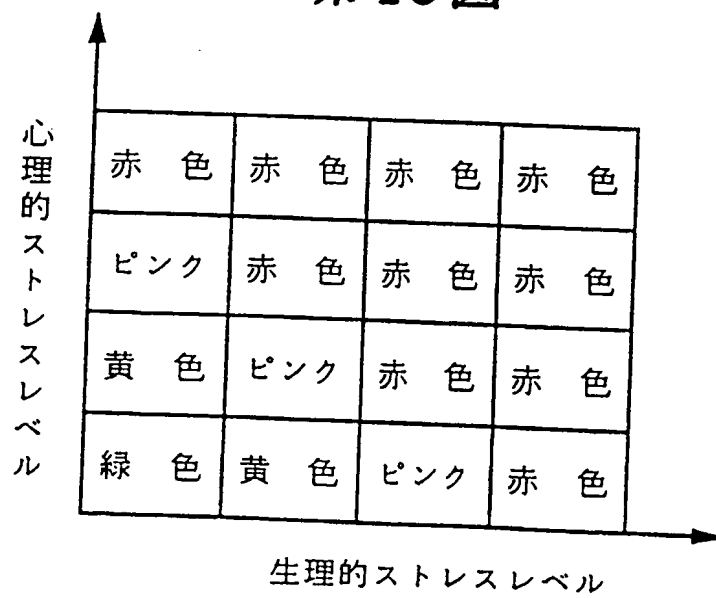 心理的ストレスレベル
赤色 赤色 赤色 赤色
ピンク 赤色 赤色 赤色
黄色 ピンク 赤色 赤色
緑色 黄色 ピンク 赤色
生理的ストレスレベル